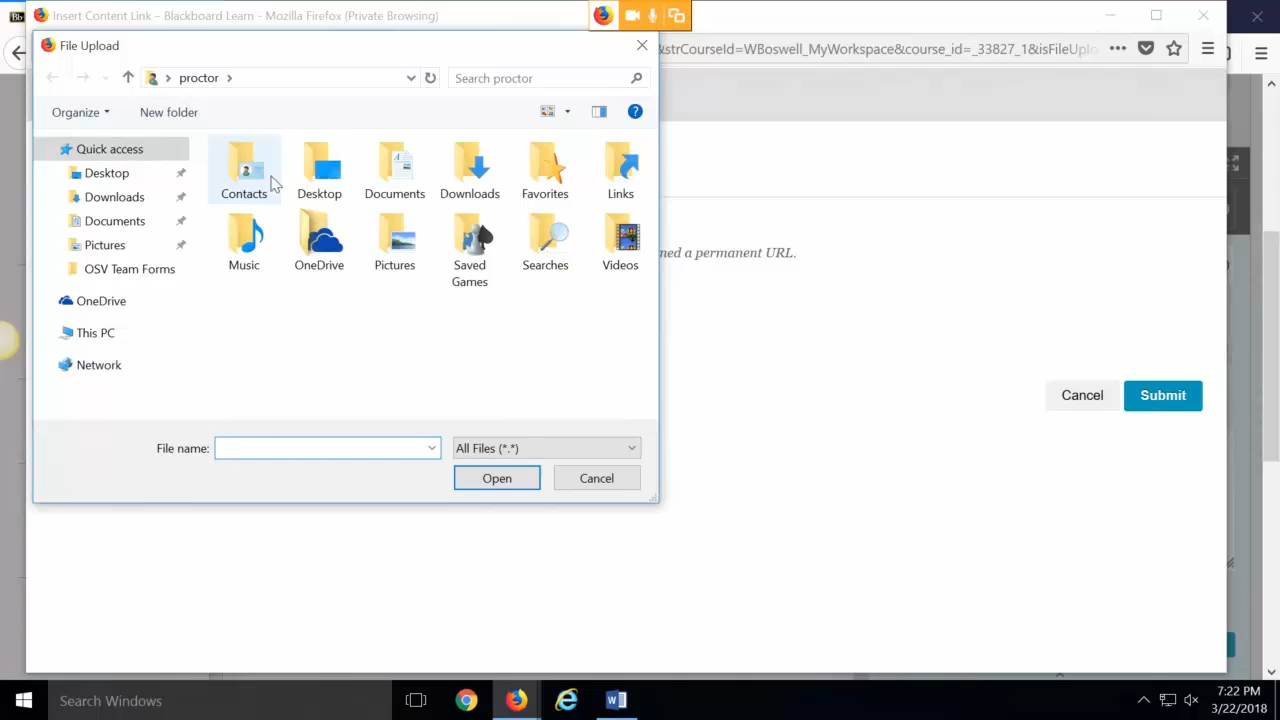 Bb
Insert Content Link – Blackboard Learn - Mozilla Firefox (Private Browsing)
File Upload
&strCourseId=WBoswell_MyWorkspace&course_id=_33827_1&isFileUplo
proctor
Search proctor
Organize
New folder
Quick access
Desktop
Downloads
Documents
Pictures
OSV Team Forms
OneDrive
This PC
Network
Contacts
Desktop
Documents
Downloads
Favorites
Links
Music
OneDrive
Pictures
Saved Games
Searches
Videos
ned a permanent URL.
Cancel
Submit
File name:
All Files (*.*)
Open
Cancel
Search Windows
7:22 PM
3/22/2018